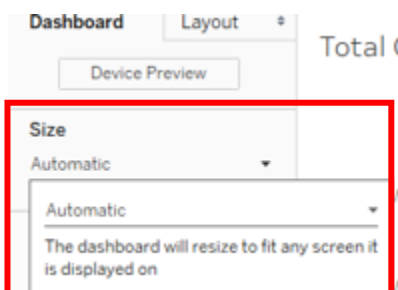 Dashboard Layout
Total
Device Preview
Size
Automatic
Automatic
The dashboard will resize to fit any screen it
is displayed on